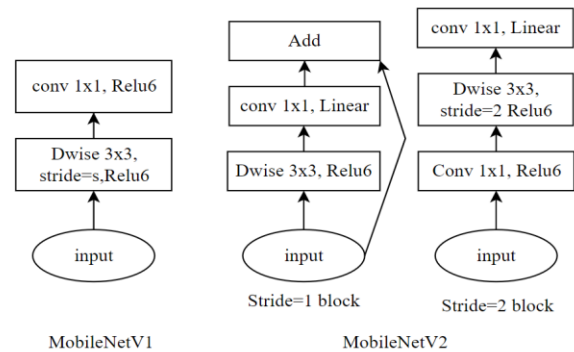 conv 1x1, Relu6
Dwise 3x3,
stride=s,Relu6
input
MobileNetV1
Add
conv 1x1, Linear
Dwise 3x3, Relu6
input
Stride=1 block
conv 1x1, Linear
Dwise 3x3,
stride=2 Relu6
Conv 1x1, Relu6
input
Stride=2 block
MobileNetV2